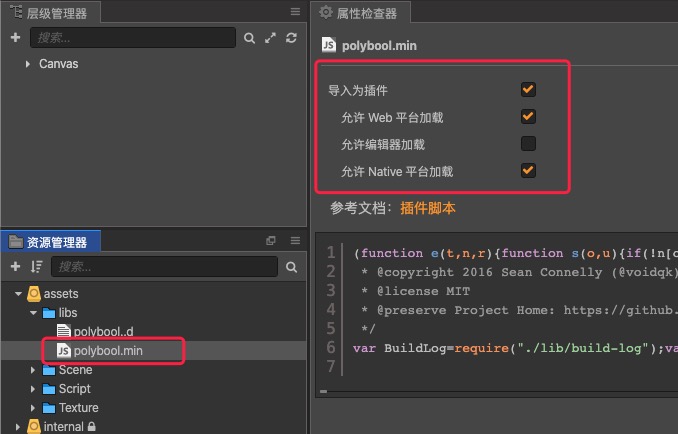 层级管理器
搜索...
Canvas
资源管理器
搜索...
assets
libs
polybool..d
JS polybool.min
Scene
Script
Texture
internal
属性检查器
JS polybool.min
导入为插件
允许 Web 平台加载
允许编辑器加载
允许 Native 平台加载
参考文档：插件脚本
1 (function e(t,n,r){function s(o,u){if(!n[o
2 * @copyright 2016 Sean Connelly (@voidqk)
3 * @license MIT
4 * @preserve Project Home: https://github.
5 */
6 var BuildLog=require("./lib/build-log");va
7